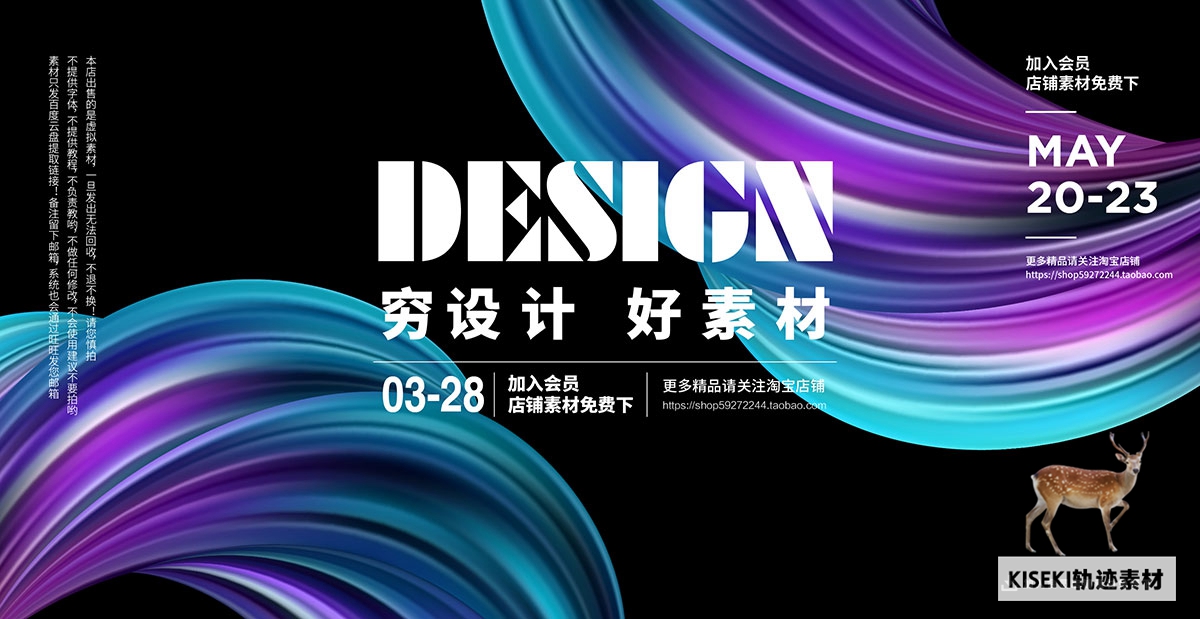 本店出售的是虚拟素材,一旦发出无法回收,不退不换!请您慎拍
不提供字体,不提供教程,不负责教哟,不做任何修改,不会使用建议不要拍哟
素材只发百度云盘提取链接!备注留下邮箱,系统也会通过旺旺发您邮箱
DESIGN
穷设计 好素材
03-28
加入会员
店铺素材免费下
更多精品请关注淘宝店铺
https://shop59272244.taobao.com
加入会员
店铺素材免费下
MAY
20-23
更多精品请关注淘宝店铺
https://shop59272244.taobao.com
KISEKI轨迹素材